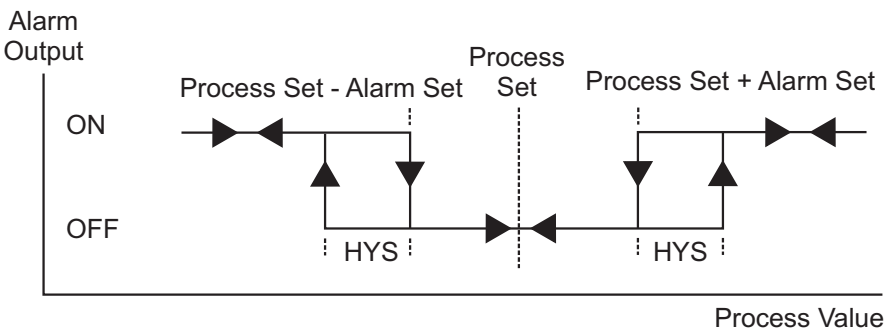 Alarm
Output
Process
Set
Process Set - Alarm Set
Process Set + Alarm Set
ON
OFF
HYS
HYS
Process Value